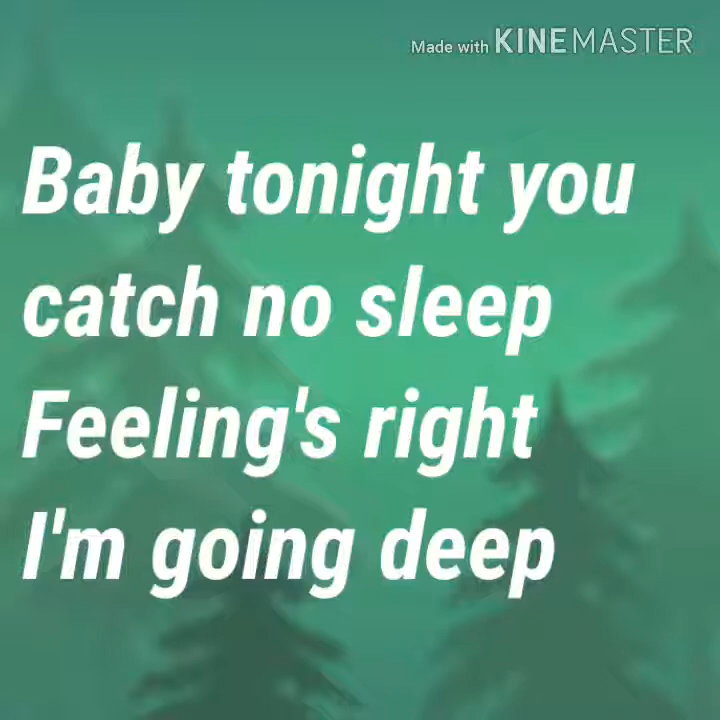 Made with KINEMASTER
Baby tonight you
catch no sleep
Feeling's right
I'm going deep